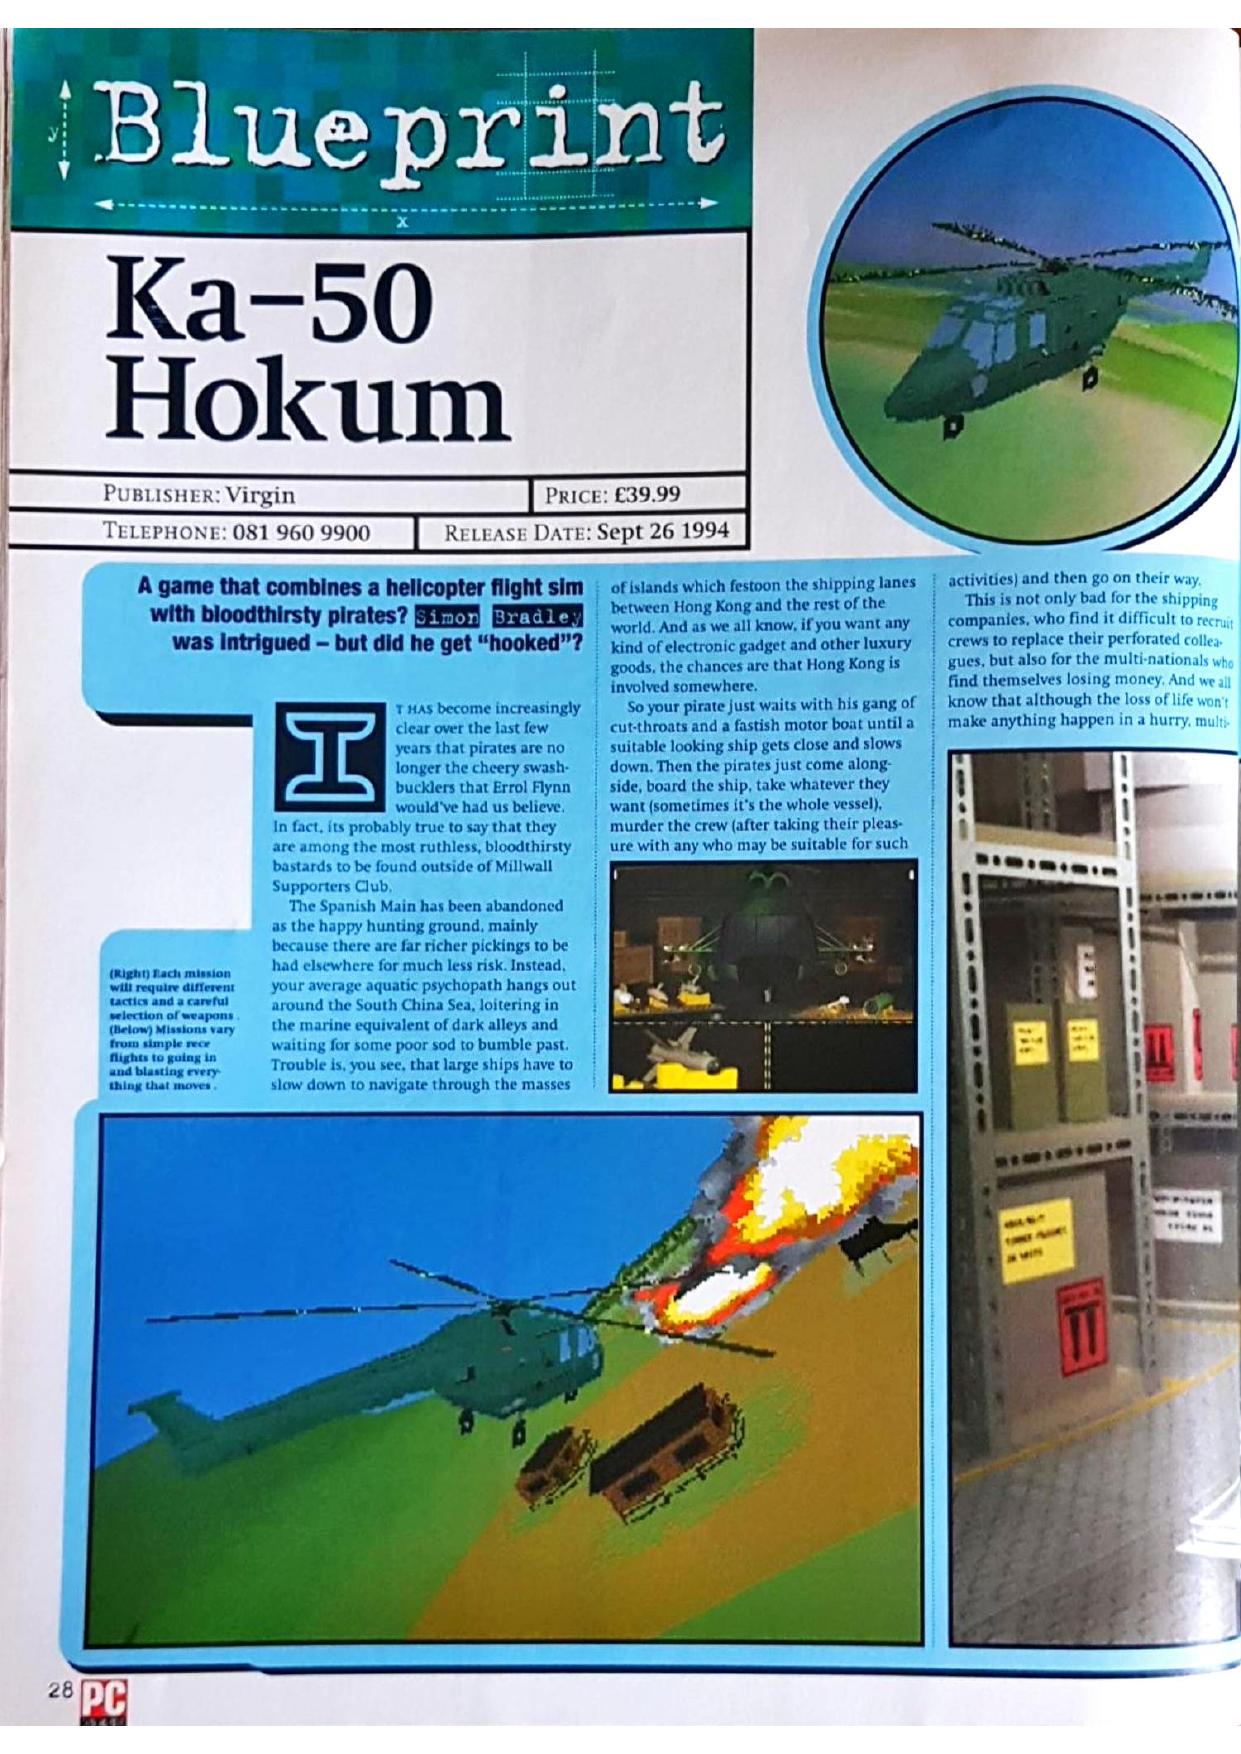 Blueprint
y
x
Ka-50
Hokum
PUBLISHER: Virgin
PRICE: £39.99
TELEPHONE: 081 960 9900
RELEASE DATE: Sept 26 1994
A game that combines a helicopter flight sim
with bloodthirsty pirates? Simon Bradley
was intrigued – but did he get “hooked”?
IT HAS become increasingly
clear over the last few
years that pirates are no
longer the cheery swash-
bucklers that Errol Flynn
would've had us believe.
In fact, its probably true to say that they
are among the most ruthless, bloodthirsty
bastards to be found outside of Millwall
Supporters Club.
The Spanish Main has been abandoned
as the happy hunting ground, mainly
because there are far richer pickings to be
had elsewhere for much less risk. Instead,
your average aquatic psychopath hangs out
around the South China Sea, loitering in
the marine equivalent of dark alleys and
waiting for some poor sod to bumble past.
Trouble is, you see, that large ships have to
slow down to navigate through the masses
of islands which festoon the shipping lanes
between Hong Kong and the rest of the
world. And as we all know, if you want any
kind of electronic gadget and other luxury
goods, the chances are that Hong Kong is
involved somewhere.
So your pirate just waits with his gang of
cut-throats and a fastish motor boat until a
suitable looking ship gets close and slows
down. Then the pirates just come along-
side, board the ship, take whatever they
want (sometimes it's the whole vessel),
murder the crew (after taking their pleas-
ure with any who may be suitable for such
activities) and then go on their way.
This is not only bad for the shipping
companies, who find it difficult to recruit
crews to replace their perforated collea-
gues, but also for the multi-nationals who
find themselves losing money. And we all
know that although the loss of life won't
make anything happen in a hurry, multi-
(Right) Each mission
will require different
tactics and a careful
selection of weapons.
(Below) Missions vary
from simple rece
flights to going in
and blasting every-
thing that moves.
28
PC